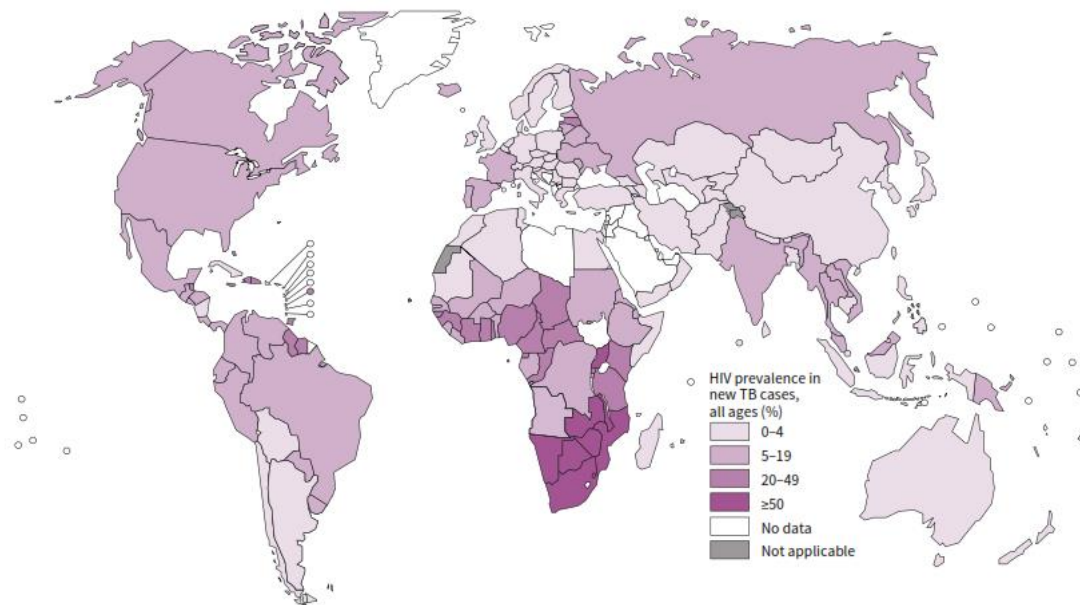 HIV prevalence in
new TB cases,
all ages (%)
0–4
5–19
20–49
≥50
No data
Not applicable